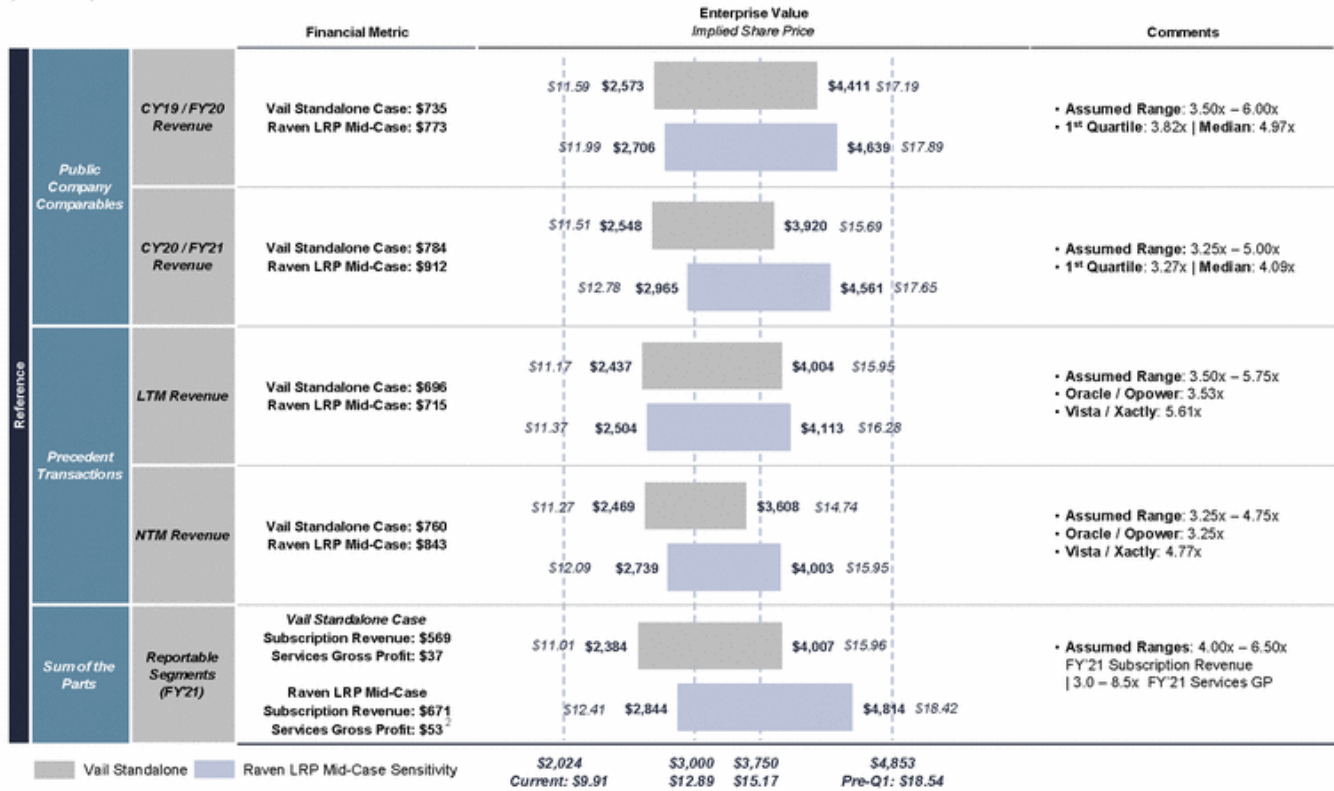 Financial Metric
Enterprise Value
Implied Share Price
Comments
Reference
Public
Company
Comparables
CY'19 / FY'20
Revenue
Vail Standalone Case: $735
Raven LRP Mid-Case: $773
$11.59 $2,573 $4,411 $17.19
$11.99 $2,706 $4,639 $17.89
• Assumed Range: 3.50x – 6.00x
• 1st Quartile: 3.82x | Median: 4.97x
CY'20 / FY'21
Revenue
Vail Standalone Case: $784
Raven LRP Mid-Case: $912
$11.51 $2,548 $3,920 $15.69
$12.78 $2,965 $4,561 $17.65
• Assumed Range: 3.25x – 5.00x
• 1st Quartile: 3.27x | Median: 4.09x
Precedent
Transactions
LTM Revenue
Vail Standalone Case: $696
Raven LRP Mid-Case: $715
$11.17 $2,437 $4,004 $15.95
$11.37 $2,504 $4,113 $16.28
• Assumed Range: 3.50x – 5.75x
• Oracle / Opower: 3.53x
• Vista / Xactly: 5.61x
NTM Revenue
Vail Standalone Case: $760
Raven LRP Mid-Case: $843
$11.27 $2,469 $3,608 $14.74
$12.09 $2,739 $4,003 $15.95
• Assumed Range: 3.25x – 4.75x
• Oracle / Opower: 3.25x
• Vista / Xactly: 4.77x
Sum of the
Parts
Reportable
Segments
(FY'21)
Vail Standalone Case
Subscription Revenue: $569
Services Gross Profit: $37
Raven LRP Mid-Case
Subscription Revenue: $671
Services Gross Profit: $53 2
$11.01 $2,384 $4,007 $15.96
$12.41 $2,844 $4,814 $18.42
• Assumed Ranges: 4.00x – 6.50x
FY'21 Subscription Revenue
| 3.0 – 8.5x FY'21 Services GP
Vail Standalone
Raven LRP Mid-Case Sensitivity
$2,024 $3,000 $3,750 $4,853
Current: $9.91 $12.89 $15.17 Pre-Q1: $18.54